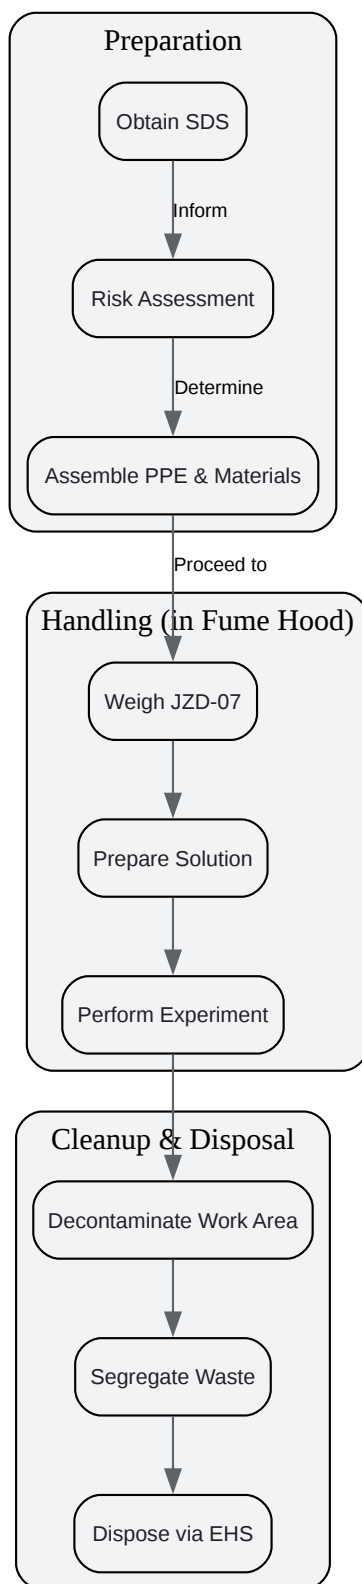 Preparation
Obtain SDS
Inform
Risk Assessment
Determine
Assemble PPE & Materials
Proceed to
Handling (in Fume Hood)
Weigh JZD-07
Prepare Solution
Perform Experiment
Cleanup & Disposal
Decontaminate Work Area
Segregate Waste
Dispose via EHS